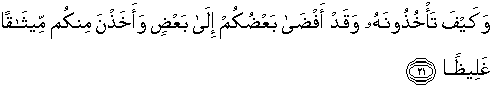 وَكَيْفَ تَأْخُذُونَهُۥ وَقَدْ أَفْضَىٰ بَعْضُكُمْ إِلَىٰ بَعْضٍ وَأَخَذْنَ مِنكُم مِّيثَـٰقًا
غَلِيظًا ﴿٢١﴾